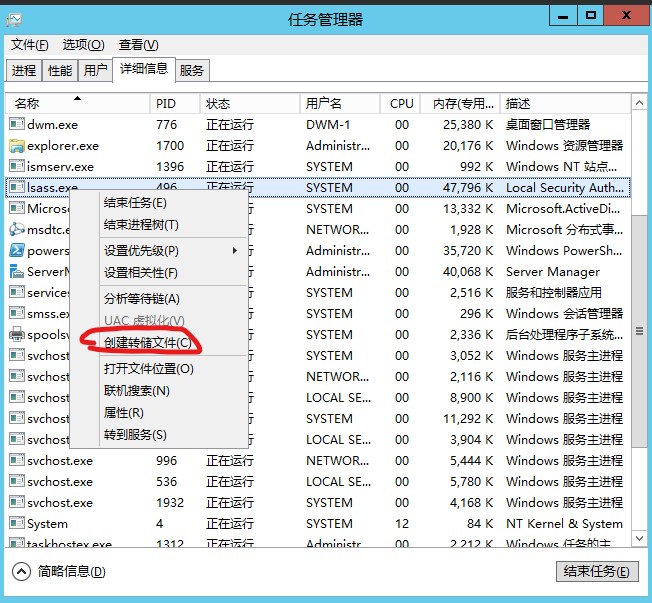 任务管理器
文件(F) 选项(O) 查看(V)
进程 性能 用户 详细信息 服务
名称 PID 状态 用户名 CPU 内存(专用... 描述
dwm.exe 776 正在运行 DWM-1 00 25,380 K 桌面窗口管理器
explorer.exe 1700 正在运行 Administr... 00 20,176 K Windows 资源管理器
ismserv.exe 1396 正在运行 SYSTEM 00 992 K Windows NT 站点...
lsass.exe 496 正在运行 SYSTEM 00 47,796 K Local Security Auth...
结束任务(E)
Micros SYSTEM 00 13,332 K Microsoft.ActiveDi...
结束进程树(T)
msdtc.e NETWOR... 00 1,928 K Microsoft 分布式事...
设置优先级(P)
powers Administr... 00 35,720 K Windows PowerSh...
设置相关性(F)
ServerM Administr... 00 40,068 K Server Manager
分析等待链(A)
services SYSTEM 00 2,516 K 服务和控制器应用
UAC 虚拟化(V)
smss.ex SYSTEM 00 296 K Windows 会话管理器
创建转储文件(C)
spoolsv SYSTEM 00 2,336 K 后台处理程序子系统...
svchost SYSTEM 00 3,052 K Windows 服务主进程
打开文件位置(O)
svchost NETWOR... 00 2,116 K Windows 服务主进程
联机搜索(N)
svchost LOCAL SE... 00 8,900 K Windows 服务主进程
属性(R)
svchost SYSTEM 00 11,292 K Windows 服务主进程
转到服务(S)
svchost LOCAL SE... 00 3,904 K Windows 服务主进程
svchost.exe 996 正在运行 NETWOR... 00 5,444 K Windows 服务主进程
svchost.exe 536 正在运行 LOCAL SE... 00 5,780 K Windows 服务主进程
svchost.exe 1932 正在运行 SYSTEM 00 4,168 K Windows 服务主进程
System 4 正在运行 SYSTEM 12 84 K NT Kernel & System
taskhostex.exe 1312 正在运行 Administr... 00 2,212 K Windows 任务的主...
简略信息(D) 结束任务(E)